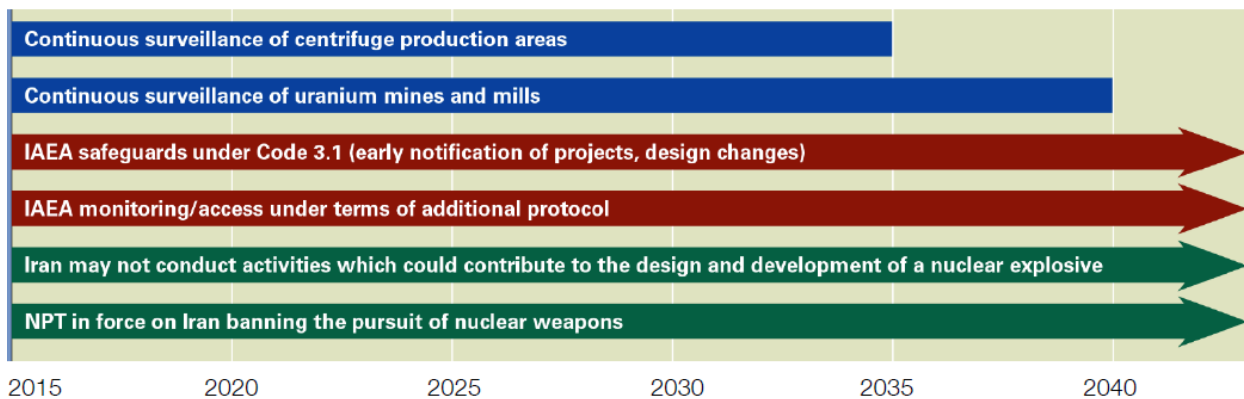 Continuous surveillance of centrifuge production areas
Continuous surveillance of uranium mines and mills
IAEA safeguards under Code 3.1 (early notification of projects, design changes)
IAEA monitoring/access under terms of additional protocol
Iran may not conduct activities which could contribute to the design and development of a nuclear explosive
NPT in force on Iran banning the pursuit of nuclear weapons
2015 2020 2025 2030 2035 2040